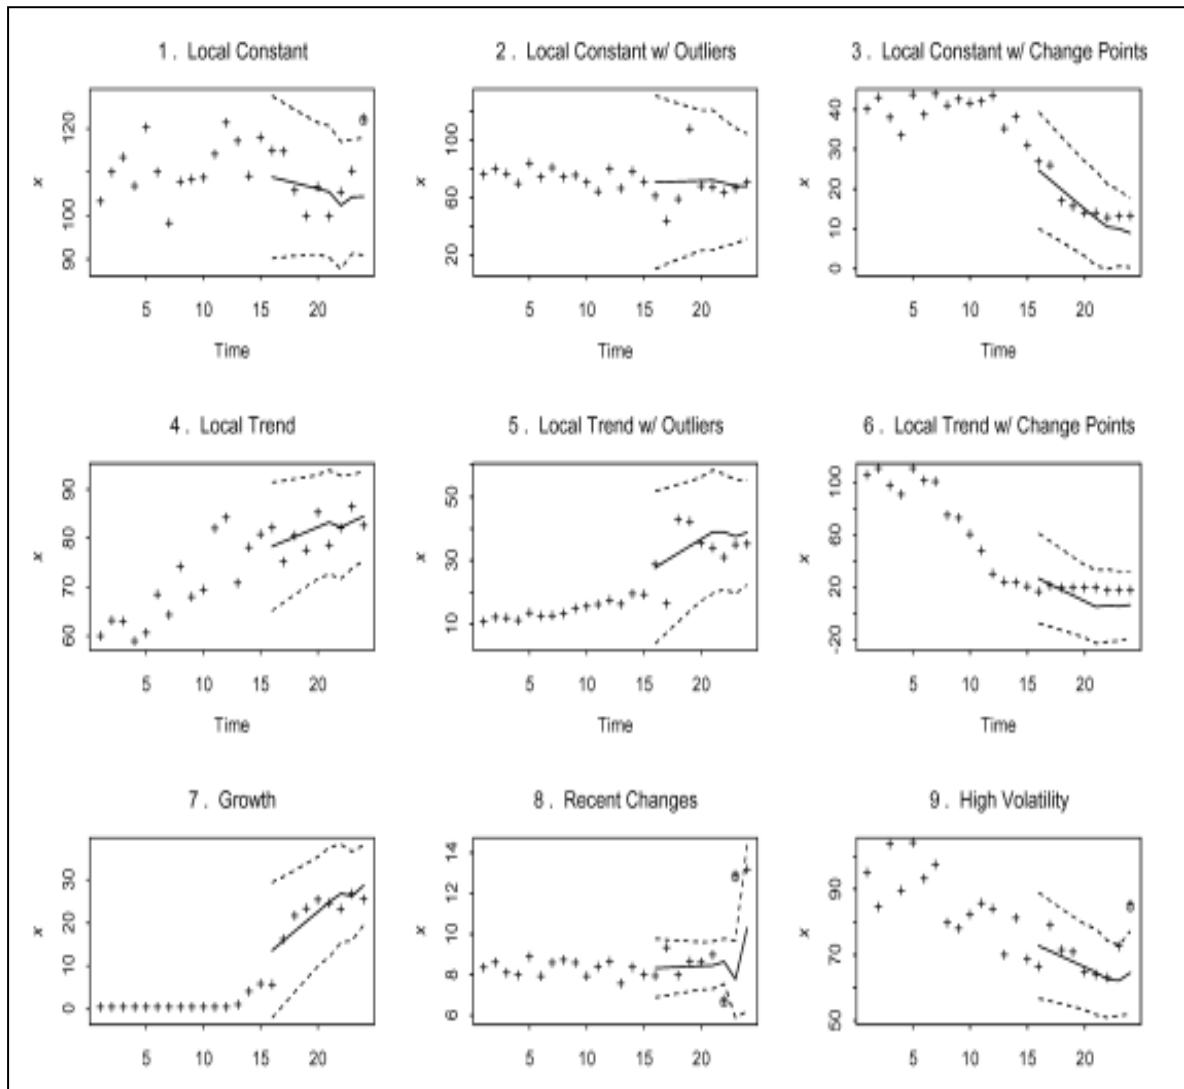 1 . Local Constant
2 . Local Constant w/ Outliers
3 . Local Constant w/ Change Points
120
100
90
x
5 10 15 20
Time
100
60
20
x
5 10 15 20
Time
40
30
20
10
0
x
5 10 15 20
Time
4 . Local Trend
5 . Local Trend w/ Outliers
6 . Local Trend w/ Change Points
90
80
70
60
x
5 10 15 20
Time
50
30
10
x
5 10 15 20
Time
100
60
20
-20
x
5 10 15 20
Time
7 . Growth
8 . Recent Changes
9 . High Volatility
30
20
10
0
x
5 10 15 20
Time
14
12
10
8
6
x
5 10 15 20
Time
90
70
50
x
5 10 15 20
Time